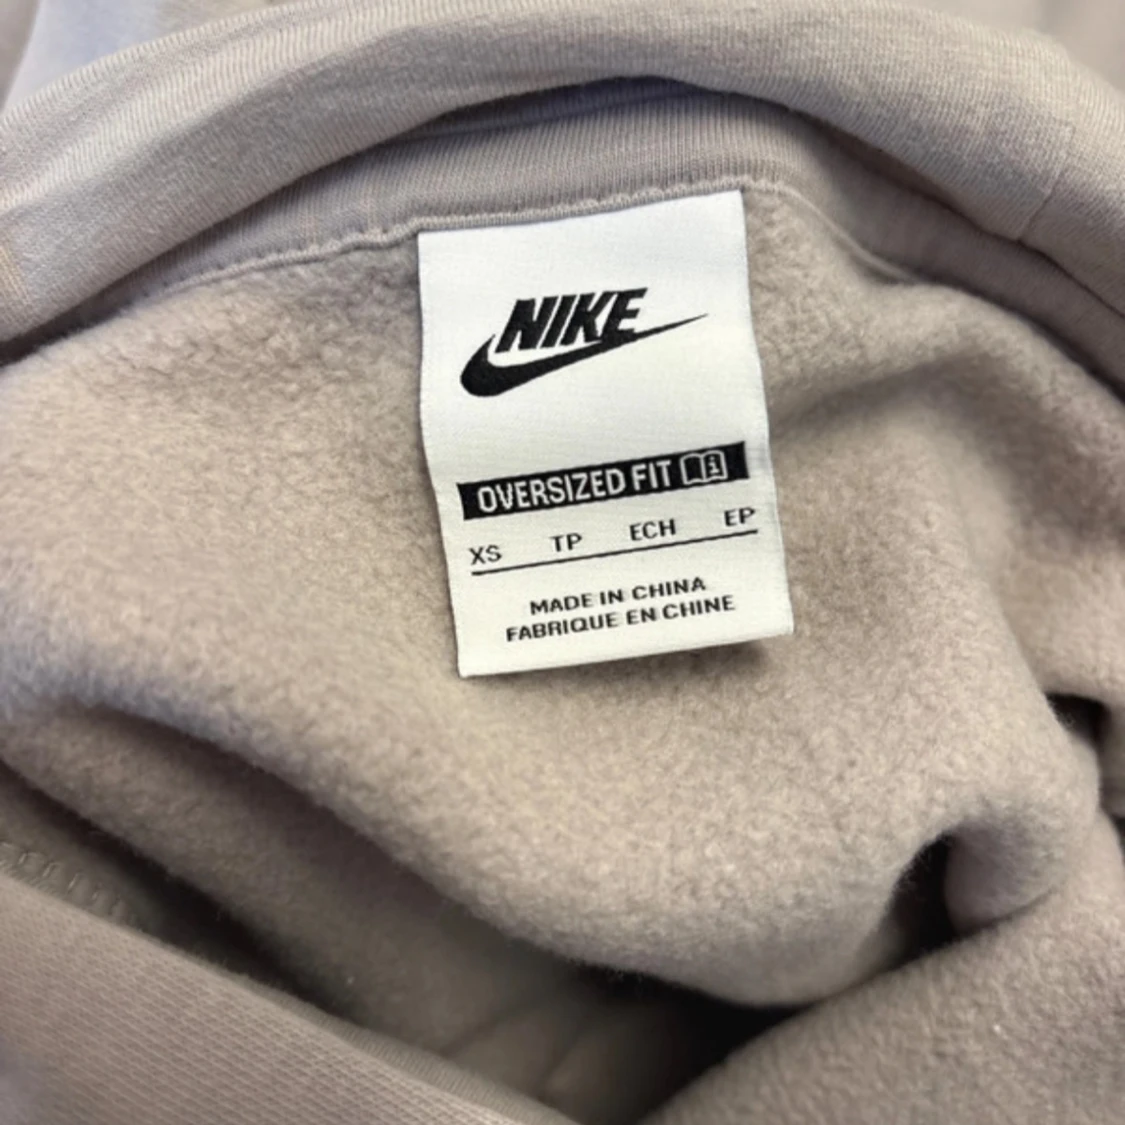 NIKE
OVERSIZED FIT
XS TP ECH EP
MADE IN CHINA
FABRIQUE EN CHINE